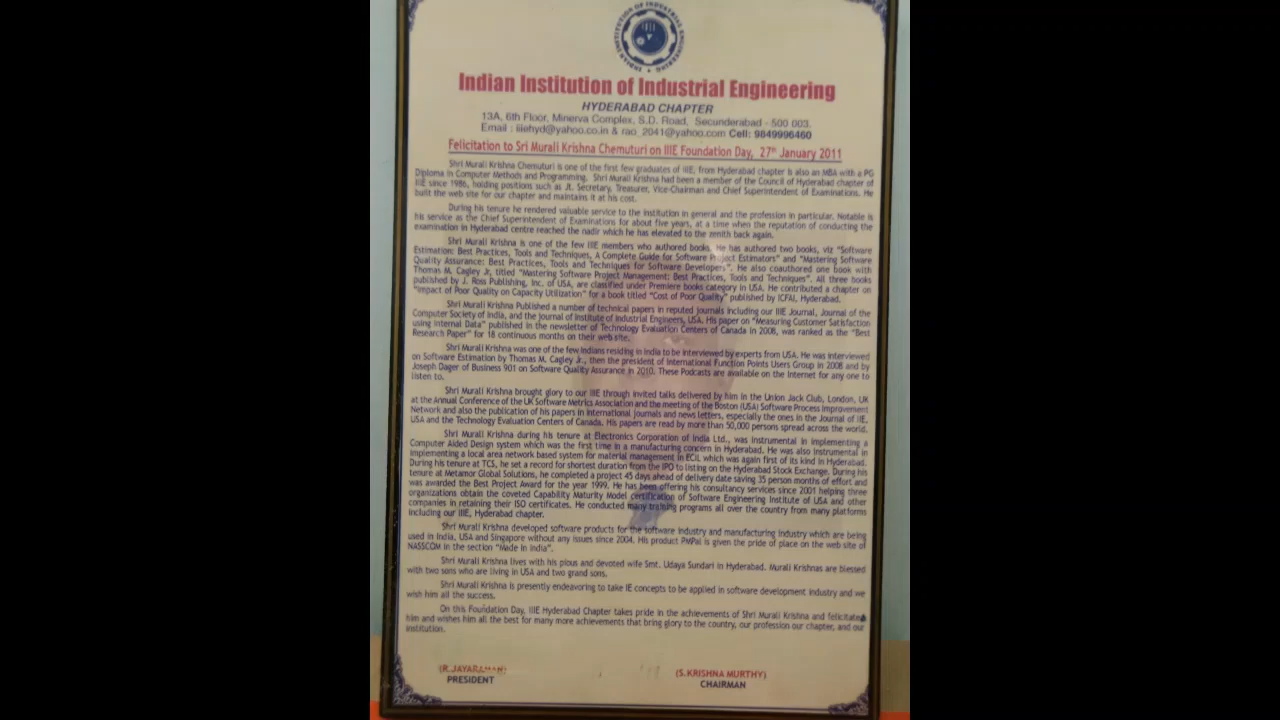 INDIAN INSTITUTION OF INDUSTRIAL ENGINEERING
Indian Institution of Industrial Engineering
HYDERABAD CHAPTER
13A, 6th Floor, Minerva Complex, S.D. Road, Secunderabad - 500 003.
Email : iiiehyd@yahoo.co.in & rao_2041@yahoo.com Cell: 9849996460
Felicitation to Sri Murali Krishna Chemuturi on IIIE Foundation Day, 27th January 2011
Shri Murali Krishna Chemuturi is one of the first few graduates of IIIE, from Hyderabad chapter is also an MBA with a PG
Diploma in Computer Methods and Programming. Shri Murali Krishna had been a member of the Council of Hyderabad chapter of
IIIE since 1986, holding positions such as Jt. Secretary, Treasurer, Vice-Chairman and Chief Superintendent of Examinations. He
built the web site for our chapter and maintains it at his cost.
During his tenure he rendered valuable service to the institution in general and the profession in particular. Notable is
his service as the Chief Superintendent of Examinations for about five years, at a time when the reputation of conducting the
examination in Hyderabad centre reached the nadir which he has elevated to the zenith back again.
Shri Murali Krishna is one of the few IIIE members who authored books. He has authored two books, viz "Software
Estimation: Best Practices, Tools and Techniques, A Complete Guide for Software Project Estimators" and "Mastering Software
Quality Assurance: Best Practices, Tools and Techniques for Software Developers". He also coauthored one book with
Thomas M. Cagley Jr, titled "Mastering Software Project Management: Best Practices, Tools and Techniques". All three books
published by J. Ross Publishing, Inc. of USA, are classified under Premiere books category in USA. He contributed a chapter on
"Impact of Poor Quality on Capacity Utilization" for a book titled "Cost of Poor Quality" published by ICFAI, Hyderabad.
Shri Murali Krishna Published a number of technical papers in reputed journals including our IIIE Journal, Journal of the
Computer Society of India, and the journal of Institute of Industrial Engineers, USA. His paper on "Measuring Customer Satisfaction
using Internal Data" published in the newsletter of Technology Evaluation Centers of Canada in 2008, was ranked as the "Best
Research Paper" for 18 continuous months on their web site.
Shri Murali Krishna was one of the few Indians residing in India to be interviewed by experts from USA. He was interviewed
on Software Estimation by Thomas M. Cagley Jr., then the president of International Function Points Users Group in 2008 and by
Joseph Dager of Business 901 on Software Quality Assurance in 2010. These Podcasts are available on the Internet for any one to
listen to.
Shri Murali Krishna brought glory to our IIIE through invited talks delivered by him in the Union Jack Club, London, UK
at the Annual Conference of the UK Software Metrics Association and the meeting of the Boston (USA) Software Process Improvement
Network and also the publication of his papers in international journals and news letters, especially the ones in the Journal of IIE,
USA and the Technology Evaluation Centers of Canada. His papers are read by more than 50,000 persons spread across the world.
Shri Murali Krishna during his tenure at Electronics Corporation of India Ltd., was instrumental in implementing a
Computer Aided Design system which was the first time in a manufacturing concern in Hyderabad. He was also instrumental in
implementing a local area network based system for material management in ECIL which was again first of its kind in Hyderabad.
During his tenure at TCS, he set a record for shortest duration from the IPO to listing on the Hyderabad Stock Exchange. During his
tenure at Metamor Global Solutions, he completed a project 45 days ahead of delivery date saving 35 person months of effort and
was awarded the Best Project Award for the year 1999. He has been offering his consultancy services since 2001 helping three
organizations obtain the coveted Capability Maturity Model certification of Software Engineering Institute of USA and other
companies in retaining their ISO certificates. He conducted many training programs all over the country from many platforms
including our IIIE, Hyderabad chapter.
Shri Murali Krishna developed software products for the software industry and manufacturing industry which are being
used in India, USA and Singapore without any issues since 2004. His product PMPal is given the pride of place on the web site of
NASSCOM in the section "Made in India".
Shri Murali Krishna lives with his pious and devoted wife Smt. Udaya Sundari in Hyderabad. Murali Krishnas are blessed
with two sons who are living in USA and two grand sons.
Shri Murali Krishna is presently endeavoring to take IE concepts to be applied in software development industry and we
wish him all the success.
On this Foundation Day, IIIE Hyderabad Chapter takes pride in the achievements of Shri Murali Krishna and felicitates
him and wishes him all the best for many more achievements that bring glory to the country, our profession our chapter, and our
institution.
(R.JAYARAMAN) (S.KRISHNA MURTHY)
PRESIDENT CHAIRMAN